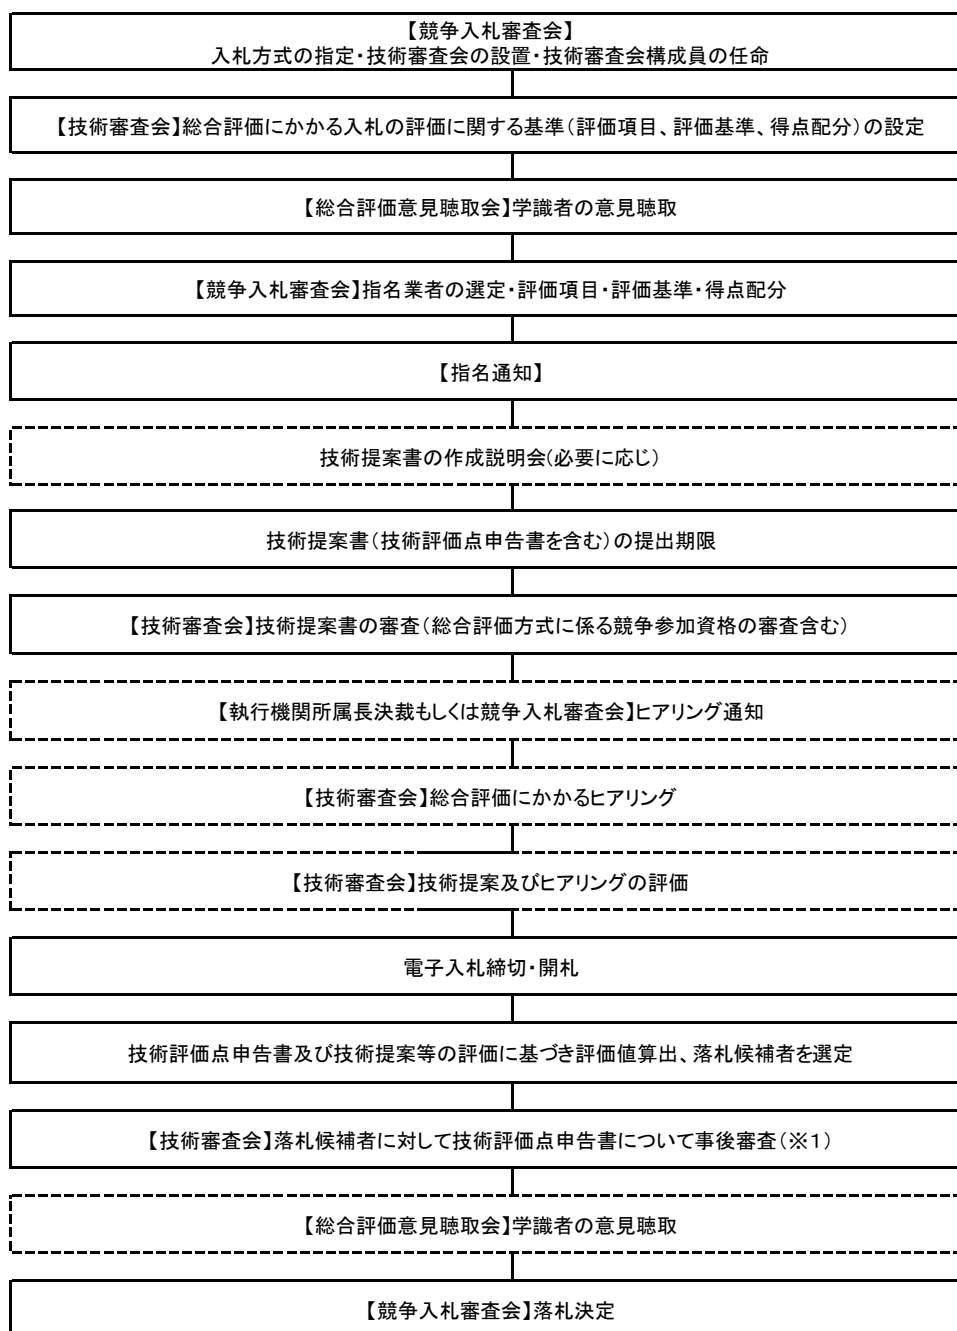 【競争入札審査会】
入札方式の指定・技術審査会の設置・技術審査会構成員の任命
【技術審査会】総合評価にかかる入札の評価に関する基準（評価項目、評価基準、得点配分）の設定
【総合評価意見聴取会】学識者の意見聴取
【競争入札審査会】指名業者の選定・評価項目・評価基準・得点配分
【指名通知】
技術提案書の作成説明会（必要に応じ）
技術提案書（技術評価点申告書を含む）の提出期限
【技術審査会】技術提案書の審査（総合評価方式に係る競争参加資格の審査含む）
【執行機関所属長決裁もしくは競争入札審査会】ヒアリング通知
【技術審査会】総合評価にかかるヒアリング
【技術審査会】技術提案及びヒアリングの評価
電子入札締切・開札
技術評価点申告書及び技術提案等の評価に基づき評価値算出、落札候補者を選定
【技術審査会】落札候補者に対して技術評価点申告書について事後審査（※１）
【総合評価意見聴取会】学識者の意見聴取
【競争入札審査会】落札決定